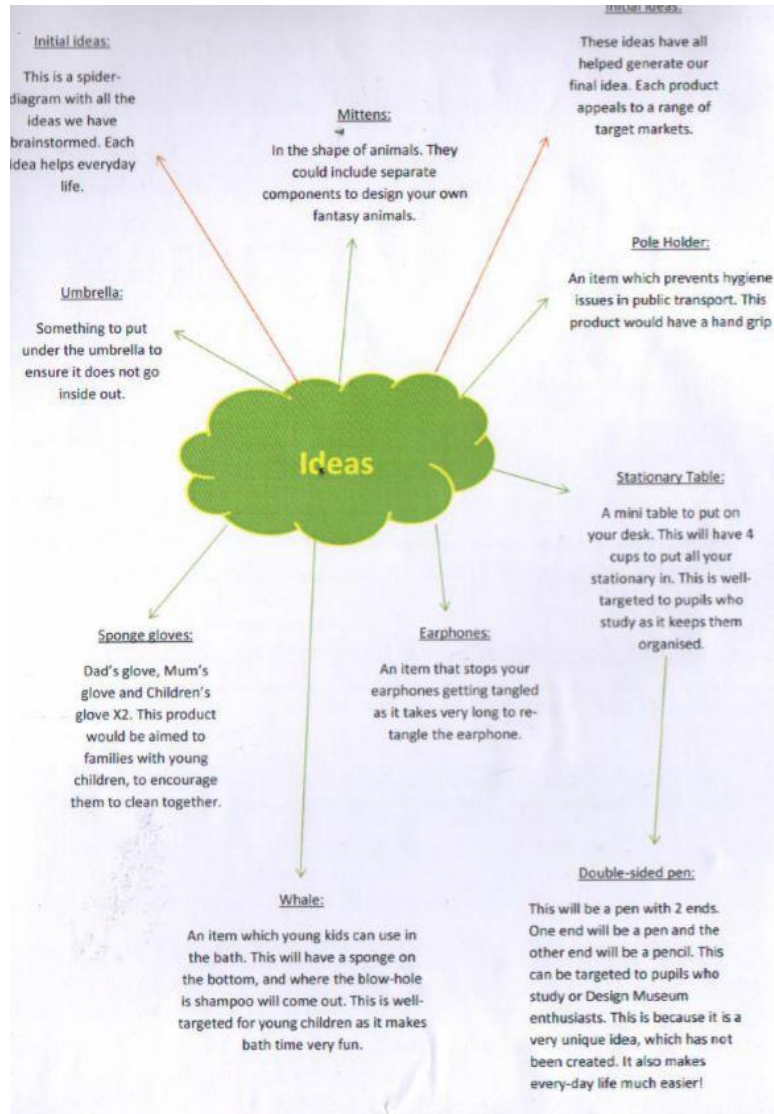 Initial ideas:
This is a spider-
diagram with all the
ideas we have
brainstormed. Each
idea helps everyday
life.
Initial ideas:
These ideas have all
helped generate our
final idea. Each product
appeals to a range of
target markets.
Mittens:
In the shape of animals. They
could include separate
components to design your own
fantasy animals.
Pole Holder:
An item which prevents hygiene
issues in public transport. This
product would have a hand grip
Umbrella:
Something to put
under the umbrella to
ensure it does not go
inside out.
Ideas
Stationary Table:
A mini table to put on
your desk. This will have 4
cups to put all your
stationary in. This is well-
targeted to pupils who
study as it keeps them
organised.
Sponge gloves:
Dad's glove, Mum's
glove and Children's
glove X2. This product
would be aimed to
families with young
children, to encourage
them to clean together.
Earphones:
An item that stops your
earphones getting tangled
as it takes very long to re-
tangle the earphone.
Whale:
An item which young kids can use in
the bath. This will have a sponge on
the bottom, and where the blow-hole
is shampoo will come out. This is well-
targeted for young children as it makes
bath time very fun.
Double-sided pen:
This will be a pen with 2 ends.
One end will be a pen and the
other end will be a pencil. This
can be targeted to pupils who
study or Design Museum
enthusiasts. This is because it is a
very unique idea, which has not
been created. It also makes
every-day life much easier!